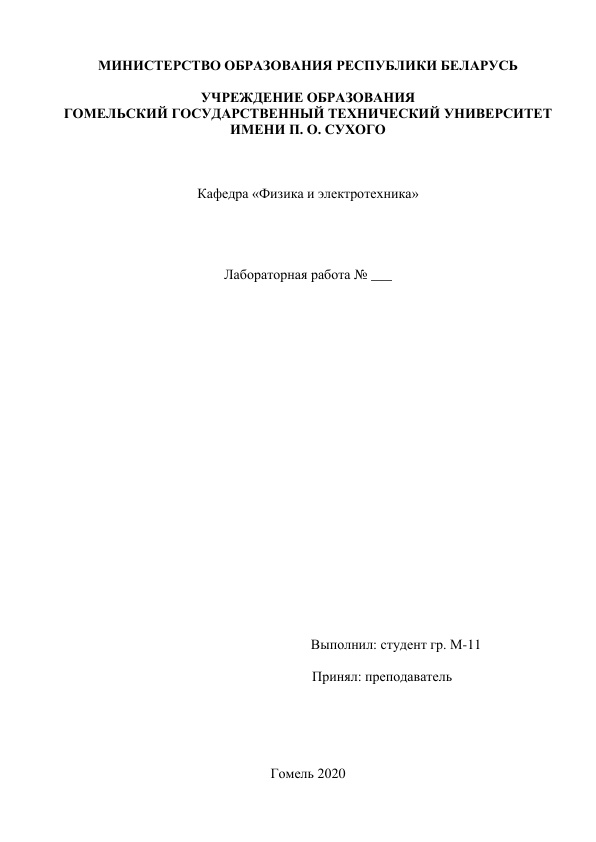 МИНИСТЕРСТВО ОБРАЗОВАНИЯ РЕСПУБЛИКИ БЕЛАРУСЬ
УЧРЕЖДЕНИЕ ОБРАЗОВАНИЯ
ГОМЕЛЬСКИЙ ГОСУДАРСТВЕННЫЙ ТЕХНИЧЕСКИЙ УНИВЕРСИТЕТ
ИМЕНИ П. О. СУХОГО
Кафедра «Физика и электротехника»
Лабораторная работа № ___
Выполнил: студент гр. М-11
Принял: преподаватель
Гомель 2020